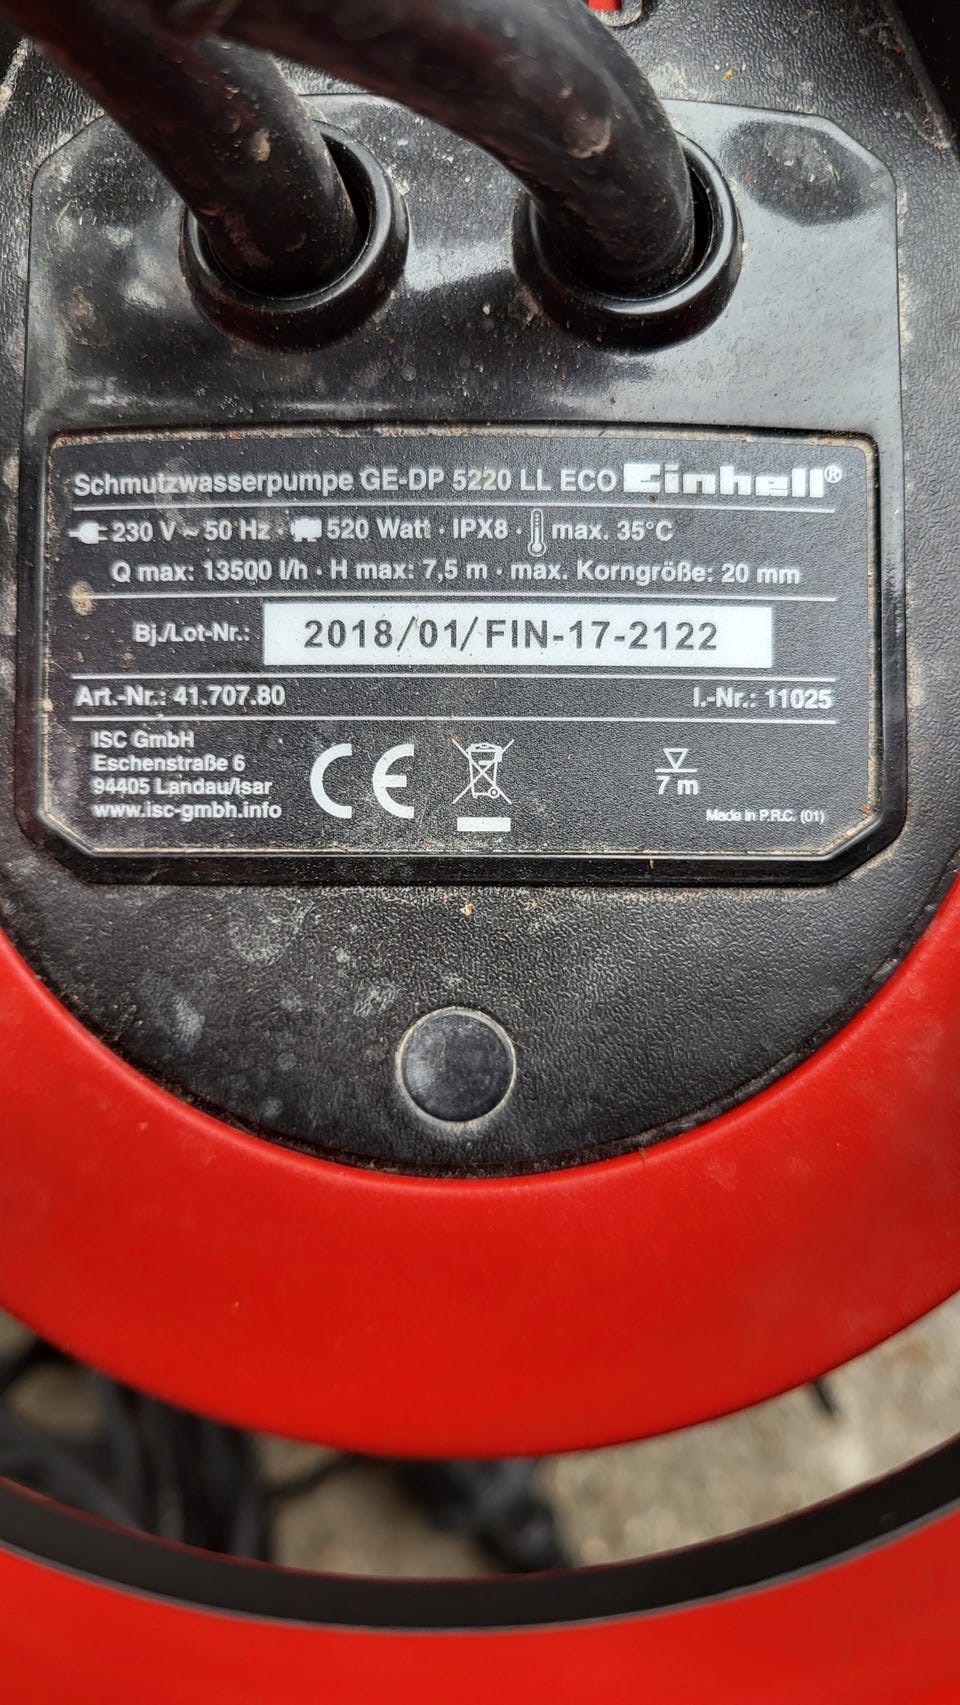 Schmutzwasserpumpe GE-DP 5220 LL ECO Einhell®
230 V ~ 50 Hz · 520 Watt · IPX8 · max. 35°C
Q max: 13500 l/h · H max: 7,5 m · max. Korngröße: 20 mm
Bj./Lot-Nr.: 2018/01/FIN-17-2122
Art.-Nr.: 41.707.80 I.-Nr.: 11025
ISC GmbH
Eschenstraße 6
94405 Landau/Isar
www.isc-gmbh.info
CE
7 m
Made in P.R.C. (01)